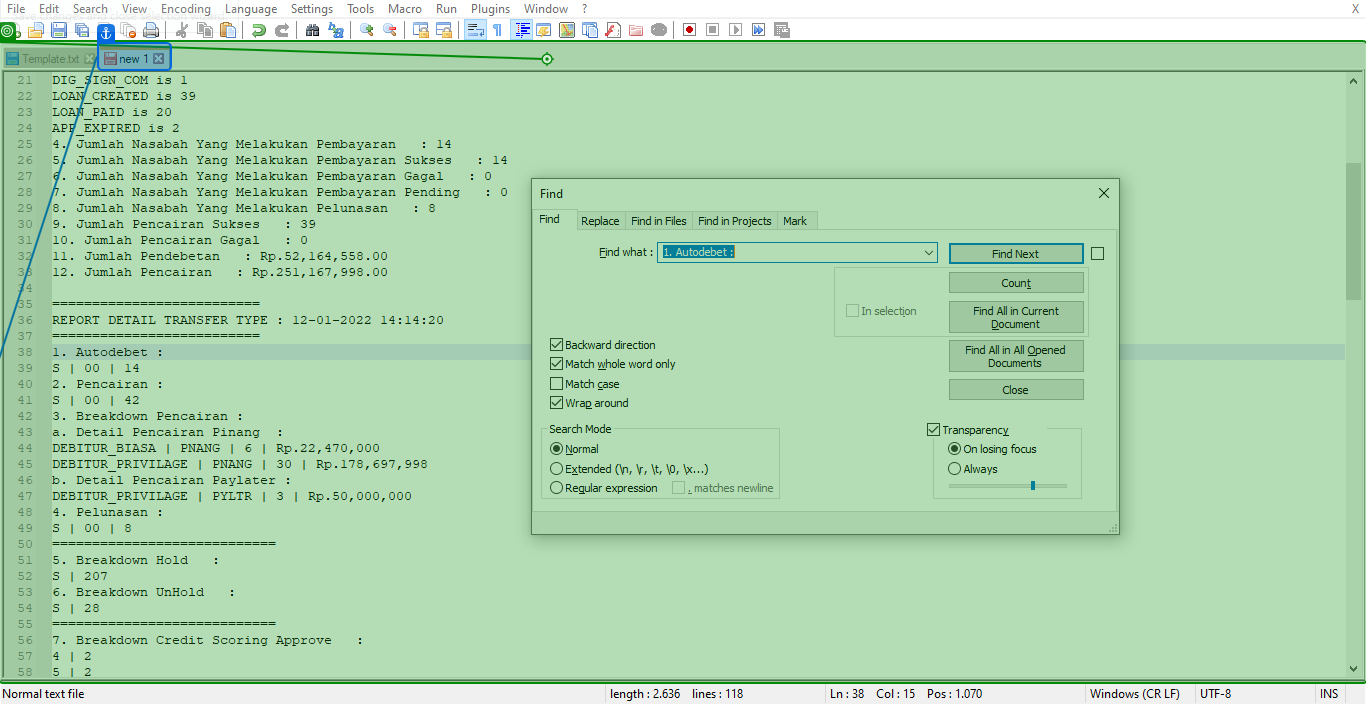 File Edit Search View Encoding Language Settings Tools Macro Run Plugins Window ? X
Template.txt new 1
21 DIG_SIGN_COM is 1
22 LOAN_CREATED is 39
23 LOAN_PAID is 20
24 APP_EXPIRED is 2
25 4. Jumlah Nasabah Yang Melakukan Pembayaran : 14
26 5. Jumlah Nasabah Yang Melakukan Pembayaran Sukses : 14
27 6. Jumlah Nasabah Yang Melakukan Pembayaran Gagal : 0
28 7. Jumlah Nasabah Yang Melakukan Pembayaran Pending : 0
29 8. Jumlah Nasabah Yang Melakukan Pelunasan : 8
30 9. Jumlah Pencairan Sukses : 39
31 10. Jumlah Pencairan Gagal : 0
32 11. Jumlah Pendebetan : Rp.52,164,558.00
33 12. Jumlah Pencairan : Rp.251,167,998.00
34
35 ==========================
36 REPORT DETAIL TRANSFER TYPE : 12-01-2022 14:14:20
37 ==========================
38 1. Autodebet :
39 S | 00 | 14
40 2. Pencairan :
41 S | 00 | 42
42 3. Breakdown Pencairan :
43 a. Detail Pencairan Pinang :
44 DEBITUR_BIASA | PNANG | 6 | Rp.22,470,000
45 DEBITUR_PRIVILAGE | PNANG | 30 | Rp.178,697,998
46 b. Detail Pencairan Paylater :
47 DEBITUR_PRIVILAGE | PYLTR | 3 | Rp.50,000,000
48 4. Pelunasan :
49 S | 00 | 8
50 ============================
51 5. Breakdown Hold :
52 S | 207
53 6. Breakdown UnHold :
54 S | 28
55 ============================
56 7. Breakdown Credit Scoring Approve :
57 4 | 2
58 5 | 2
Find
Find Replace Find in Files Find in Projects Mark
Find what : 1. Autodebet : Find Next
Count
In selection
Find All in Current
Document
Find All in All Opened
Documents
Close
Backward direction
Match whole word only
Match case
Wrap around
Search Mode
Normal
Extended (\n, \r, \t, \0, \x...)
Regular expression . matches newline
Transparency
On losing focus
Always
Normal text file length : 2.636 lines : 118 Ln : 38 Col : 15 Pos : 1.070 Windows (CR LF) UTF-8 INS